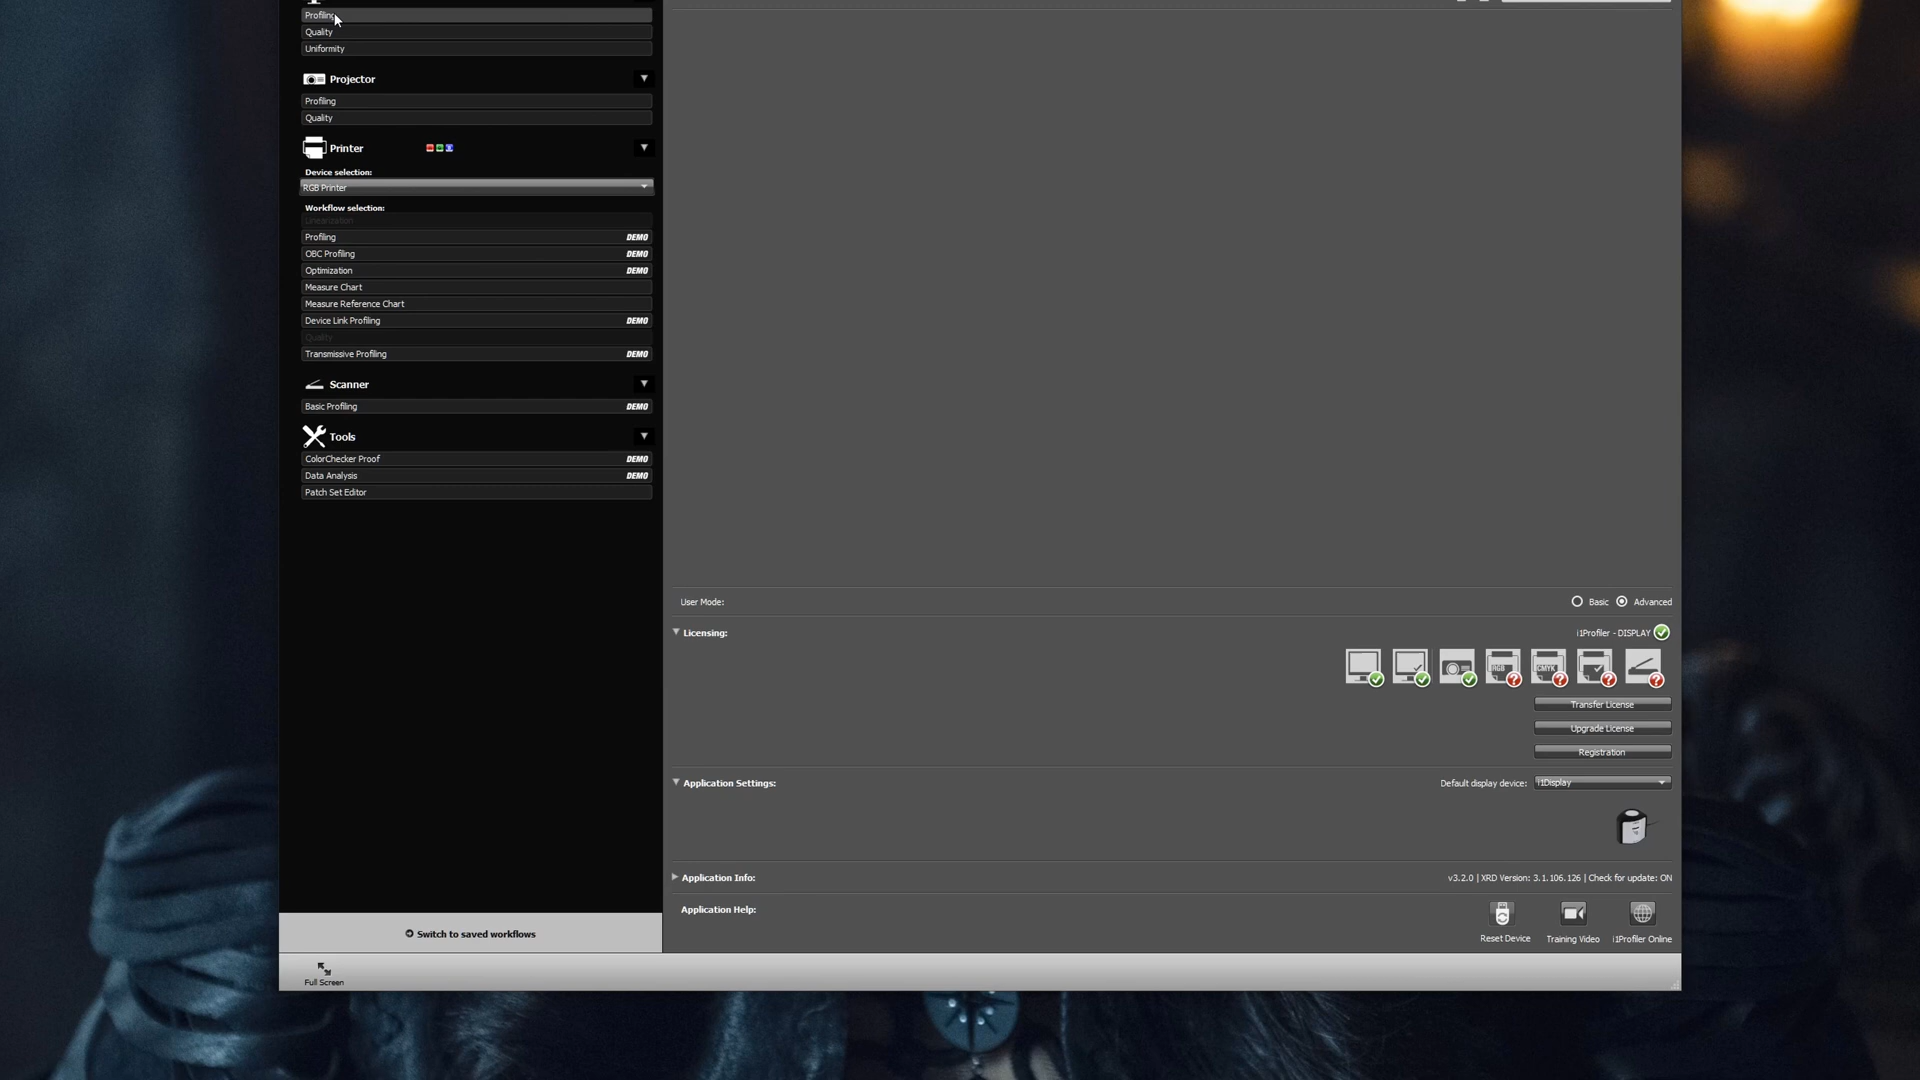 Profiling
Quality
Uniformity
Projector
Profiling
Quality
Printer
Device selection:
RGB Printer
Workflow selection:
Linearization
Profiling DEMO
OBC Profiling DEMO
Optimization DEMO
Measure Chart
Measure Reference Chart
Device Link Profiling DEMO
Quality
Transmissive Profiling DEMO
Scanner
Basic Profiling DEMO
Tools
ColorChecker Proof DEMO
Data Analysis DEMO
Patch Set Editor
Switch to saved workflows
Full Screen
User Mode: Basic Advanced
Licensing: i1Profiler - DISPLAY
RGB CMYK
Transfer License
Upgrade License
Registration
Application Settings: Default display device: i1Display
Application Info: v3.2.0 | XRD Version: 3.1.106.126 | Check for update: ON
Application Help:
Reset Device Training Video i1Profiler Online